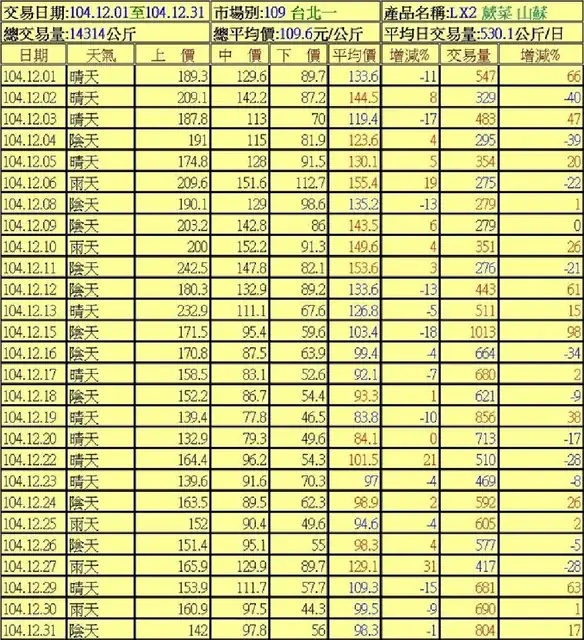 交易日期:104.12.01至104.12.31 市場別:109 台北一 產品名稱:LX2 蕨菜 山蘇
總交易量:14314公斤 總平均價:109.6元/公斤 平均日交易量:530.1公斤/日
日期 天氣 上 價 中 價 下 價 平均價 增減% 交易量 增減%
104.12.01 晴天 189.3 129.6 89.7 133.6 -11 547 66
104.12.02 晴天 209.1 142.2 87.2 144.5 8 329 -40
104.12.03 晴天 187.8 113 70 119.4 -17 483 47
104.12.04 陰天 191 115 81.9 123.6 4 295 -39
104.12.05 晴天 174.8 128 91.5 130.1 5 354 20
104.12.06 雨天 209.6 151.6 112.7 155.4 19 275 -22
104.12.08 陰天 190.1 129 98.6 135.2 -13 279 1
104.12.09 陰天 203.2 142.8 86 143.5 6 279 0
104.12.10 雨天 200 152.2 91.3 149.6 4 351 26
104.12.11 陰天 242.5 147.8 82.1 153.6 3 276 -21
104.12.12 陰天 180.3 132.9 89.2 133.6 -13 443 61
104.12.13 晴天 232.9 111.1 67.6 126.8 -5 511 15
104.12.15 陰天 171.5 95.4 59.6 103.4 -18 1013 98
104.12.16 陰天 170.8 87.5 63.9 99.4 -4 664 -34
104.12.17 晴天 158.5 83.1 52.6 92.1 -7 680 2
104.12.18 陰天 152.2 86.7 54.4 93.3 1 621 -9
104.12.19 晴天 139.4 77.8 46.5 83.8 -10 856 38
104.12.20 晴天 132.9 79.3 49.6 84.1 0 713 -17
104.12.22 晴天 164.4 96.2 54.3 101.5 21 510 -28
104.12.23 晴天 139.6 91.6 70.3 97 -4 469 -8
104.12.24 陰天 163.5 89.5 62.3 98.9 2 592 26
104.12.25 雨天 152 90.4 49.6 94.6 -4 605 2
104.12.26 陰天 151.4 95.1 55 98.3 4 577 -5
104.12.27 雨天 165.9 129.9 89.7 129.1 31 417 -28
104.12.29 晴天 153.9 111.7 57.7 109.3 -15 681 63
104.12.30 雨天 160.9 97.5 44.3 99.5 -9 690 1
104.12.31 陰天 142 97.8 56 98.3 -1 804 17